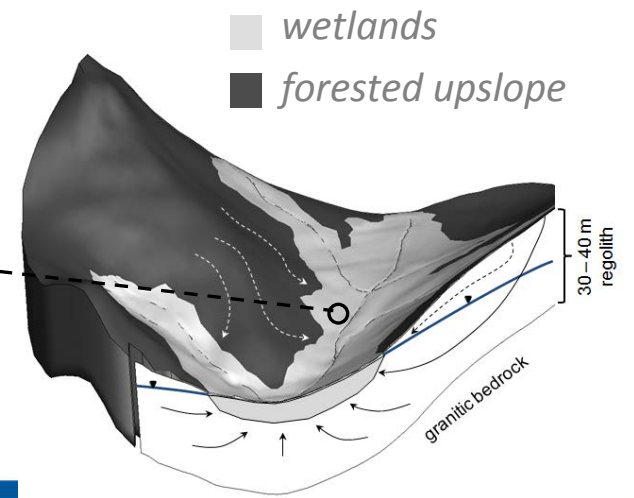 wetlands
forested upslope
30 – 40 m
regolith
granitic bedrock